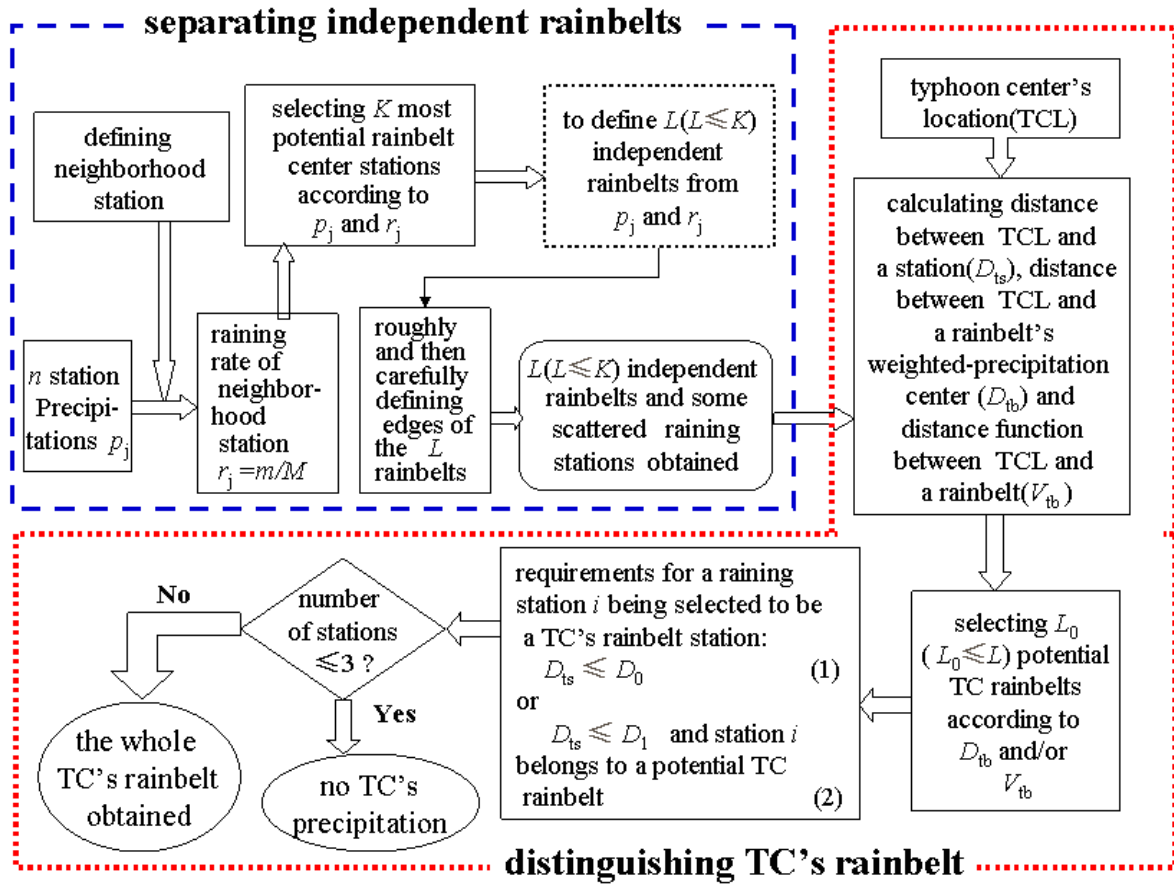 separating independent rainbelts
defining
neighborhood
station
n station
Precipi-
tations pj
raining
rate of
neighbor-
hood
station
rj =m/M
selecting K most
potential rainbelt
center stations
according to
pj and rj
to define L(L≤K)
independent
rainbelts from
pj and rj
roughly
and then
carefully
defining
edges of
the L
rainbelts
L(L≤K) independent
rainbelts and some
scattered raining
stations obtained
typhoon center's
location(TCL)
calculating distance
between TCL and
a station(Dts), distance
between TCL and
a rainbelt's
weighted-precipitation
center (Dtb) and
distance function
between TCL and
a rainbelt(Vtb)
selecting L0
( L0≤L) potential
TC rainbelts
according to
Dtb and/or
Vtb
requirements for a raining
station i being selected to be
a TC's rainbelt station:
Dts ≤ D0 (1)
or
Dts ≤ D1 and station i
belongs to a potential TC
rainbelt (2)
number
of stations
≤3 ?
No
Yes
the whole
TC's rainbelt
obtained
no TC's
precipitation
distinguishing TC's rainbelt